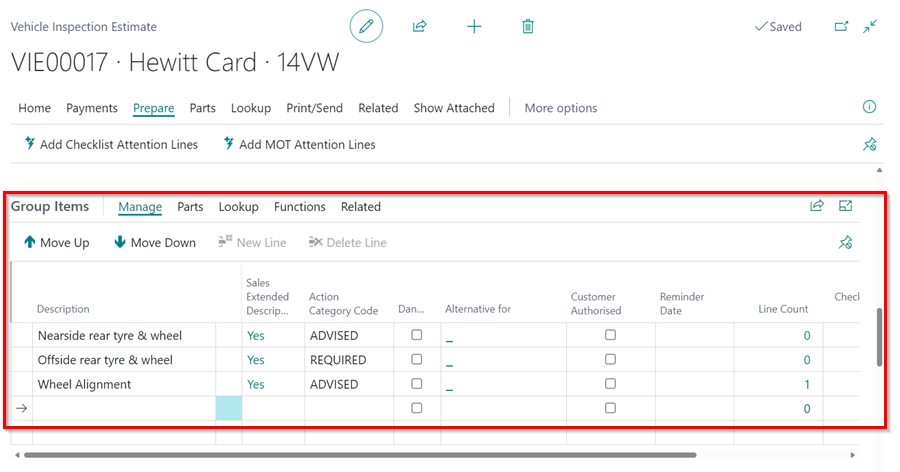 Vehicle Inspection Estimate
Saved
VIE00017 · Hewitt Card · 14VW
Home Payments Prepare Parts Lookup Print/Send Related Show Attached More options
Add Checklist Attention Lines Add MOT Attention Lines
Group Items Manage Parts Lookup Functions Related
Move Up Move Down New Line Delete Line
Description Sales Extended Descrip... Action Category Code Dan... Alternative for Customer Authorised Reminder Date Line Count Check
Nearside rear tyre & wheel Yes ADVISED _ 0
Offside rear tyre & wheel Yes REQUIRED _ 0
Wheel Alignment Yes ADVISED _ 1
0